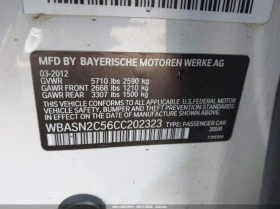 MFD. BY BAYERISCHE MOTOREN WERKE AG
03-2012
GVWR 5710 lbs 2590 kg
GAWR FRONT 2668 lbs 1210 kg
GAWR REAR 3307 lbs 1500 kg
THIS VEHICLE CONFORMS TO ALL APPLICABLE
FEDERAL MOTOR VEHICLE SAFETY, BUMPER,
AND THEFT PREVENTION STANDARDS IN EFFECT
ON THE DATE OF MANUFACTURE SHOWN ABOVE.
WBASN2C56CC202323 TYPE: PASSENGER CAR